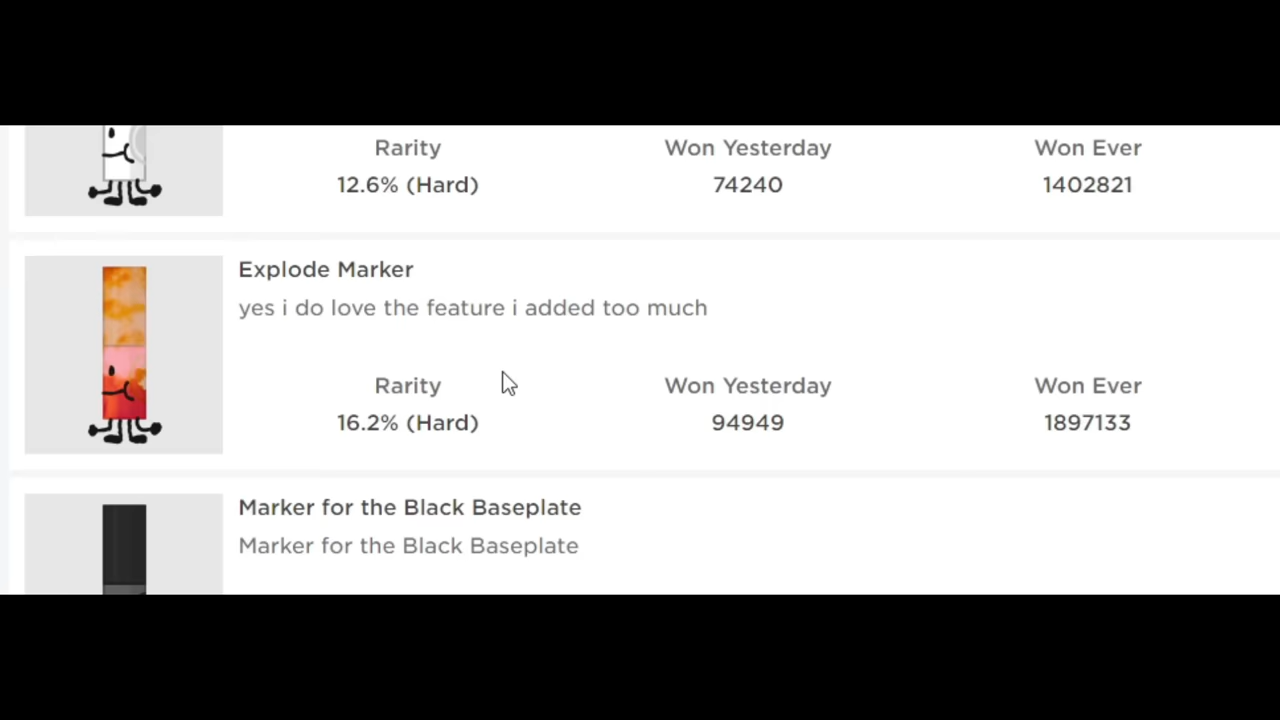 Rarity Won Yesterday Won Ever
12.6% (Hard) 74240 1402821
Explode Marker
yes i do love the feature i added too much
Rarity Won Yesterday Won Ever
16.2% (Hard) 94949 1897133
Marker for the Black Baseplate
Marker for the Black Baseplate